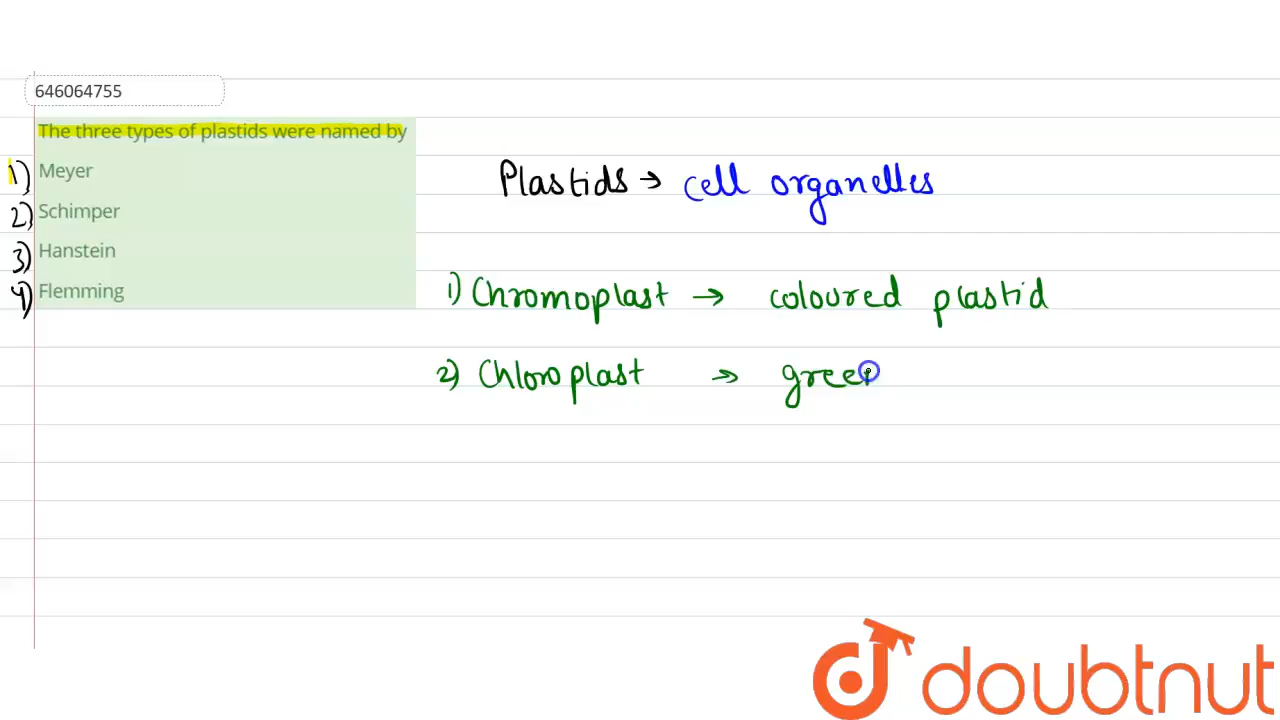 646064755
The three types of plastids were named by
1) Meyer
2) Schimper
3) Hanstein
4) Flemming
Plastids → cell organelles
1) Chromoplast → coloured plastid
2) Chloroplast → green
doubtnut